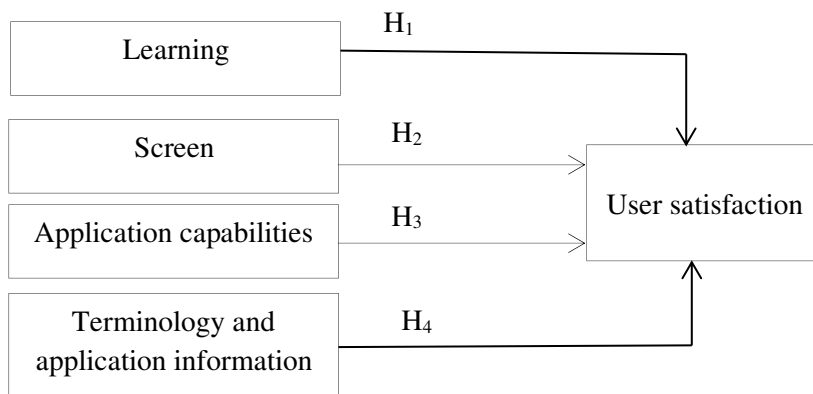 H₁
Learning
Screen
H₂
User satisfaction
Application capabilities
H₃
Terminology and
application information
H₄